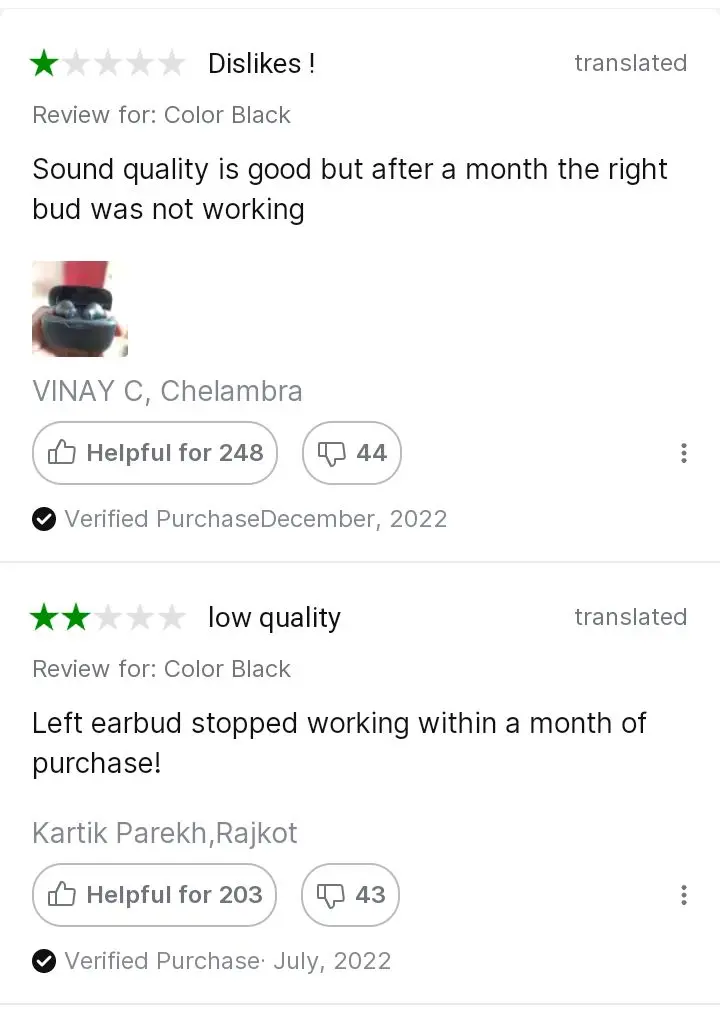 Dislikes ! translated
Review for: Color Black
Sound quality is good but after a month the right
bud was not working
VINAY C, Chelambra
Helpful for 248 44
Verified PurchaseDecember, 2022
low quality translated
Review for: Color Black
Left earbud stopped working within a month of
purchase!
Kartik Parekh,Rajkot
Helpful for 203 43
Verified Purchase· July, 2022